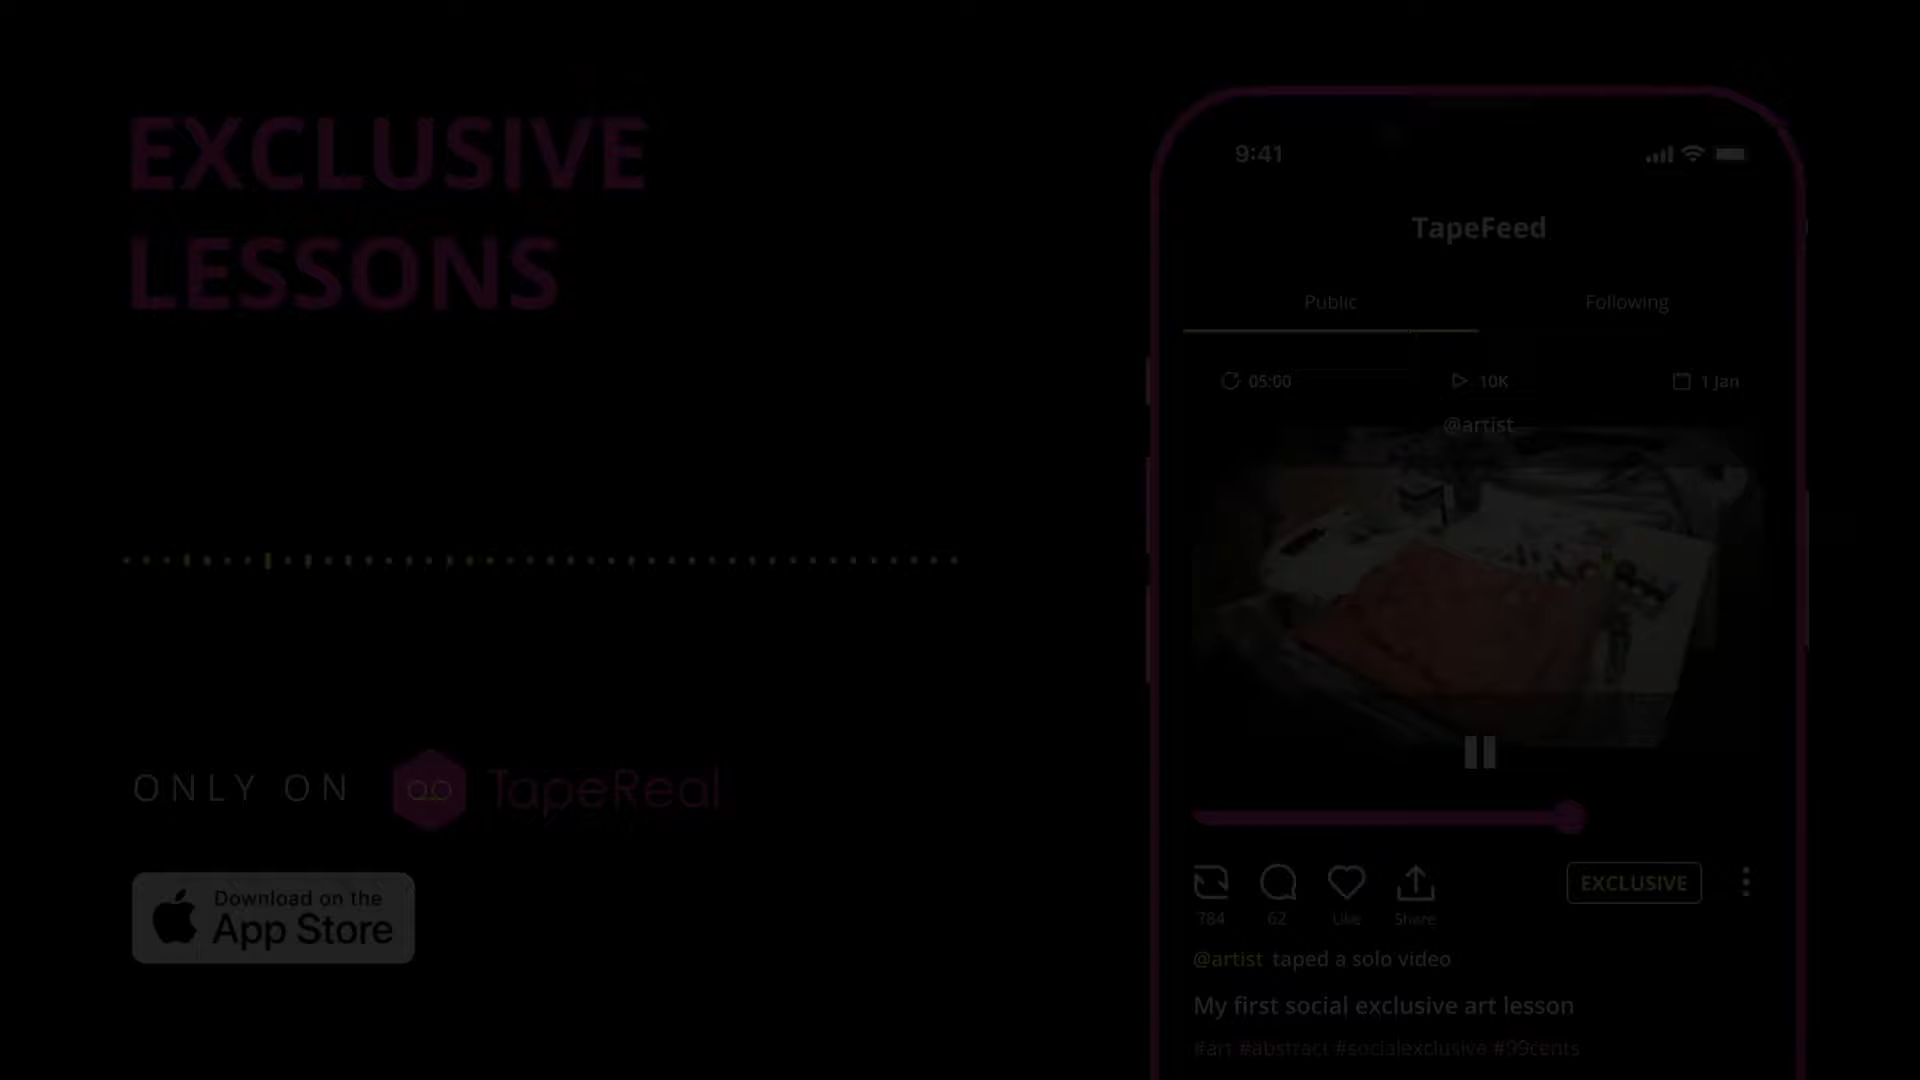 EXCLUSIVE
LESSONS
ONLY ON TapeReal
Download on the
App Store
9:41
TapeFeed
Public Following
05:00 10K 1 Jan
@artist
784 62 Like Share
EXCLUSIVE
@artist taped a solo video
My first social exclusive art lesson
#art #abstract #socialexclusive #99cents